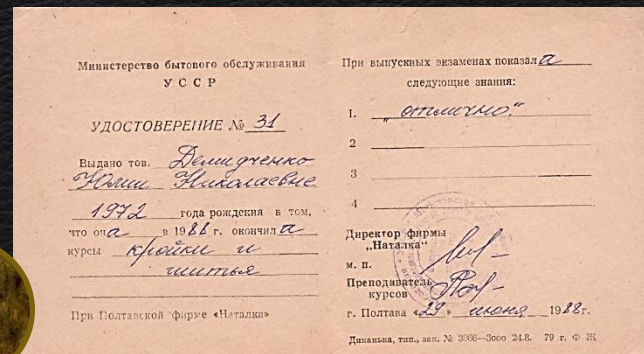 Министерство бытового обслуживания
УССР
УДОСТОВЕРЕНИЕ № 31
Выдано тов. Демидченко
Юлии Николаевне
1972 года рождения в том,
что она в 1988 г. окончила
курсы кройки и
шитья
При Полтавской фирме «Наталка»
При выпускных экзаменах показала
следующие знания:
1. „отлично“.
2
3
4
Директор фирмы
„Наталка“
м. п.
Преподаватель
курсов
г. Полтава «29» июня 1988г.
Диканька, тип., зак. № 3986—3000 24.8. 79 г. Ф Ж